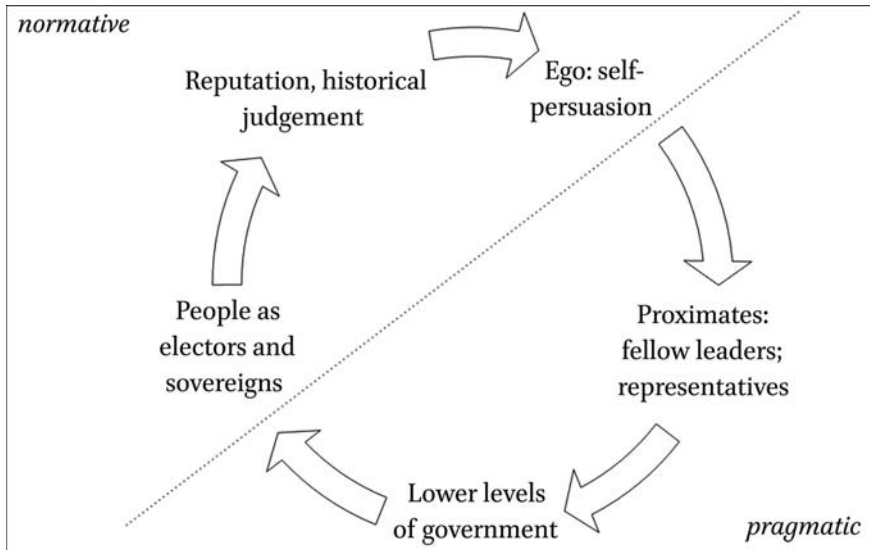 normative
Reputation, historical
judgement
Ego: self-
persuasion
Proximates:
fellow leaders;
representatives
Lower levels
of government
People as
electors and
sovereigns
pragmatic